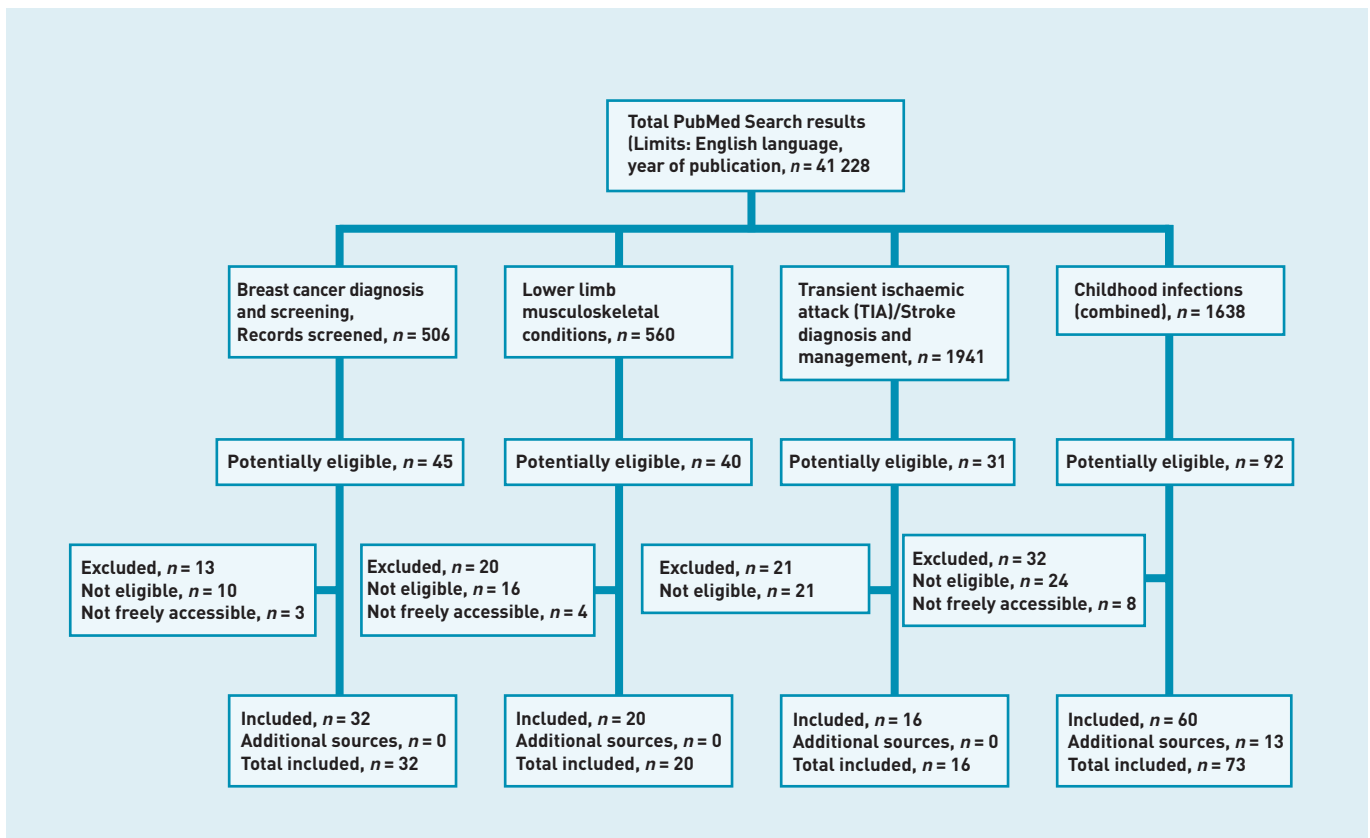 Total PubMed Search results
(Limits: English language,
year of publication, n = 41 228
Breast cancer diagnosis
and screening,
Records screened, n = 506
Lower limb
musculoskeletal
conditions, n = 560
Transient ischaemic
attack (TIA)/Stroke
diagnosis and
management, n = 1941
Childhood infections
(combined), n = 1638
Potentially eligible, n = 45
Potentially eligible, n = 40
Potentially eligible, n = 31
Potentially eligible, n = 92
Excluded, n = 13
Not eligible, n = 10
Not freely accessible, n = 3
Excluded, n = 20
Not eligible, n = 16
Not freely accessible, n = 4
Excluded, n = 21
Not eligible, n = 21
Excluded, n = 32
Not eligible, n = 24
Not freely accessible, n = 8
Included, n = 32
Additional sources, n = 0
Total included, n = 32
Included, n = 20
Additional sources, n = 0
Total included, n = 20
Included, n = 16
Additional sources, n = 0
Total included, n = 16
Included, n = 60
Additional sources, n = 13
Total included, n = 73